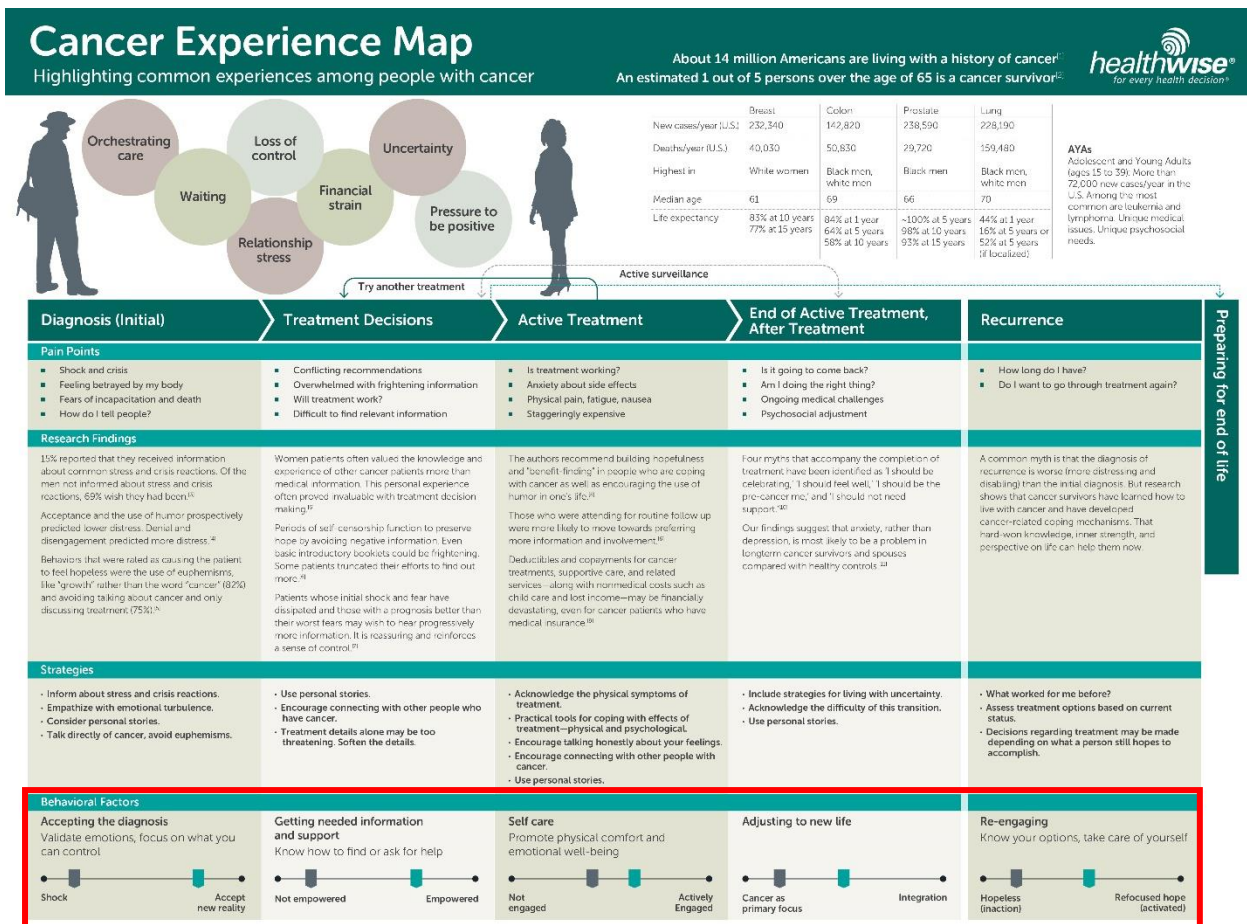 Cancer Experience Map
Highlighting common experiences among people with cancer
About 14 million Americans are living with a history of cancer[1]
An estimated 1 out of 5 persons over the age of 65 is a cancer survivor[2]
healthwise®
for every health decision®
Orchestrating
care
Waiting
Loss of
control
Relationship
stress
Financial
strain
Uncertainty
Pressure to
be positive
Breast Colon Prostate Lung
New cases/year (U.S.) 232,340 142,820 238,590 228,190
Deaths/year (U.S.) 40,030 50,830 29,720 159,480
Highest in White women Black men, Black men Black men,
white men white men
Median age 61 69 66 70
Life expectancy 83% at 10 years 84% at 1 year ~100% at 5 years 44% at 1 year
77% at 15 years 64% at 5 years 98% at 10 years 16% at 5 years or
58% at 10 years 93% at 15 years 52% at 5 years
(if localized)
AYAs
Adolescent and Young Adults
(ages 15 to 39): More than
72,000 new cases/year in the
U.S. Among the most
common are leukemia and
lymphoma. Unique medical
issues. Unique psychosocial
needs.
Active surveillance
Try another treatment
Diagnosis (Initial)
Treatment Decisions
Active Treatment
End of Active Treatment,
After Treatment
Recurrence
Preparing for end of life
Pain Points
Shock and crisis
Feeling betrayed by my body
Fears of incapacitation and death
How do I tell people?
Conflicting recommendations
Overwhelmed with frightening information
Will treatment work?
Difficult to find relevant information
Is treatment working?
Anxiety about side effects
Physical pain, fatigue, nausea
Staggeringly expensive
Is it going to come back?
Am I doing the right thing?
Ongoing medical challenges
Psychosocial adjustment
How long do I have?
Do I want to go through treatment again?
Research Findings
15% reported that they received information
about common stress and crisis reactions. Of the
men not informed about stress and crisis
reactions, 69% wish they had been.
Acceptance and the use of humor prospectively
predicted lower distress. Denial and
disengagement predicted more distress.
Behaviors that were rated as causing the patient
to feel hopeless were the use of euphemisms,
like "growth" rather than the word "cancer" (82%)
and avoiding talking about cancer and only
discussing treatment (75%).
Women patients often valued the knowledge and
experience of other cancer patients more than
medical information. This personal experience
often proved invaluable with treatment decision
making.
Periods of self-censorship function to preserve
hope by avoiding negative information. Even
basic introductory booklets could be frightening.
Some patients truncated their efforts to find out
more.
Patients whose initial shock and fear have
dissipated and those with a prognosis better than
their worst fears may wish to hear progressively
more information. It is reassuring and reinforces
a sense of control.
The authors recommend building hopefulness
and "benefit-finding" in people who are coping
with cancer as well as encouraging the use of
humor in one's life.
Those who were attending for routine follow up
were more likely to move towards preferring
more information and involvement.
Deductibles and copayments for cancer
treatments, supportive care, and related
services—along with nonmedical costs such as
child care and lost income—may be financially
devastating, even for cancer patients who have
medical insurance.
Four myths that accompany the completion of
treatment have been identified as 'I should be
celebrating,' 'I should feel well,' 'I should be the
pre-cancer me,' and 'I should not need
support.'
Our findings suggest that anxiety, rather than
depression, is most likely to be a problem in
longterm cancer survivors and spouses
compared with healthy controls.
A common myth is that the diagnosis of
recurrence is worse (more distressing and
disabling) than the initial diagnosis. But research
shows that cancer survivors have learned how to
live with cancer and have developed
cancer-related coping mechanisms. That
hard-won knowledge, inner strength, and
perspective on life can help them now.
Strategies
· Inform about stress and crisis reactions.
· Empathize with emotional turbulence.
· Consider personal stories.
· Talk directly of cancer, avoid euphemisms.
· Use personal stories.
· Encourage connecting with other people who
have cancer.
· Treatment details alone may be too
threatening. Soften the details.
· Acknowledge the physical symptoms of
treatment.
· Practical tools for coping with effects of
treatment—physical and psychological.
· Encourage talking honestly about your feelings.
· Encourage connecting with other people with
cancer.
· Use personal stories.
· Include strategies for living with uncertainty.
· Acknowledge the difficulty of this transition.
· Use personal stories.
· What worked for me before?
· Assess treatment options based on current
status.
· Decisions regarding treatment may be made
depending on what a person still hopes to
accomplish.
Behavioral Factors
Accepting the diagnosis
Validate emotions, focus on what you
can control
Shock
Accept
new reality
Getting needed information
and support
Know how to find or ask for help
Not empowered
Empowered
Self care
Promote physical comfort and
emotional well-being
Not
engaged
Actively
Engaged
Adjusting to new life
Cancer as
primary focus
Integration
Re-engaging
Know your options, take care of yourself
Hopeless
(inaction)
Refocused hope
(activated)